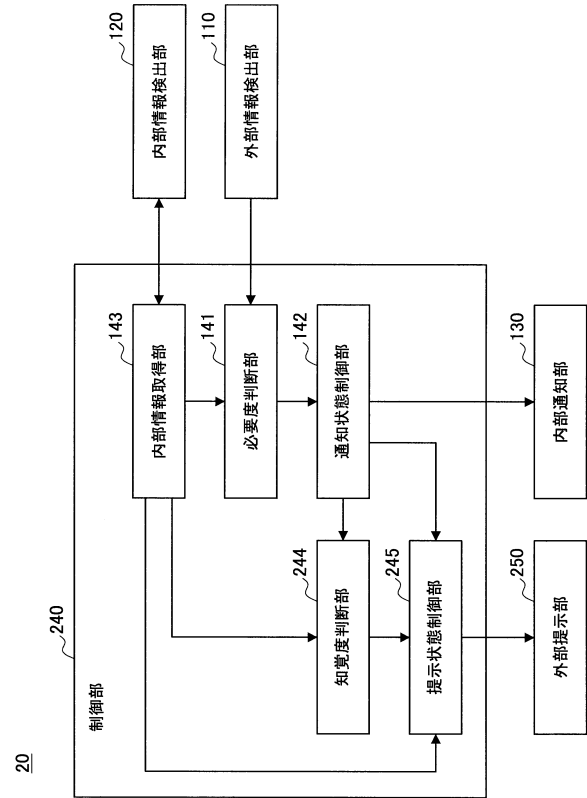 20
240
制御部
143
内部情報取得部
120
内部情報検出部
141
必要度判断部
110
外部情報検出部
142
通知状態制御部
244
知覚度判断部
245
提示状態制御部
130
内部通知部
250
外部提示部